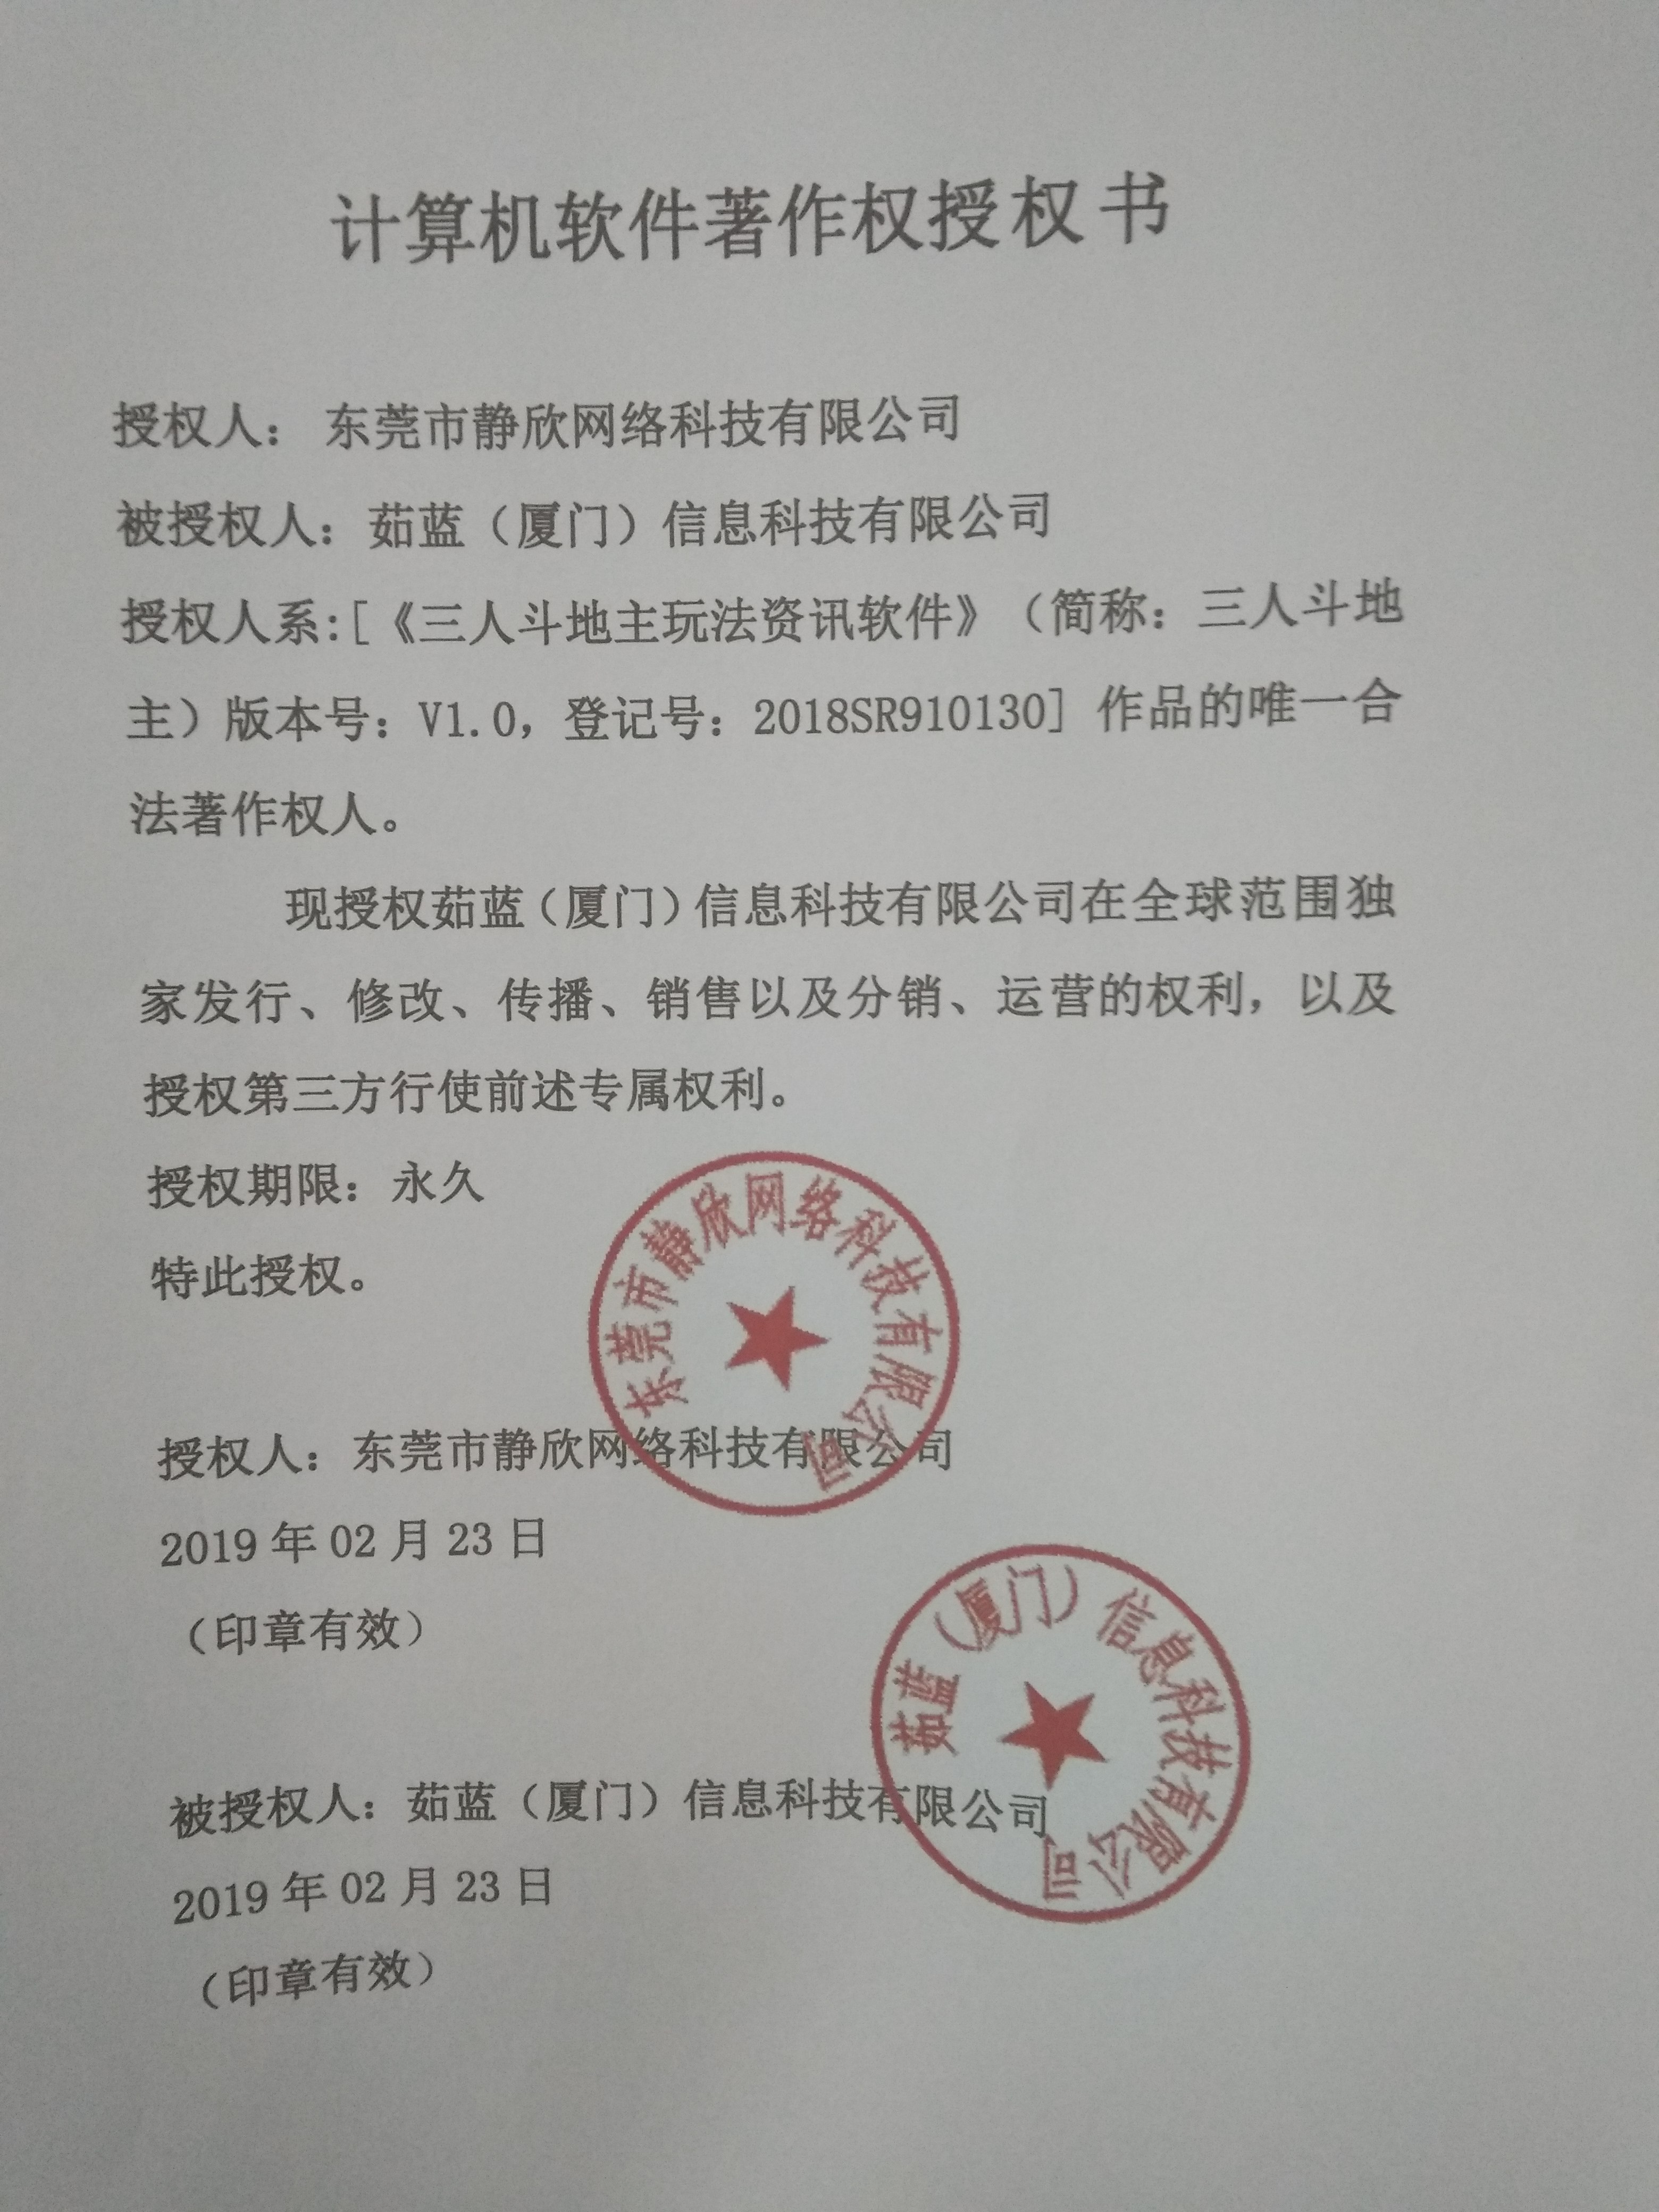 计算机软件著作权授权书
授权人： 东莞市静欣网络科技有限公司
被授权人：茹蓝（厦门）信息科技有限公司
授权人系:[《三人斗地主玩法资讯软件》（简称：三人斗地
主）版本号：V1.0，登记号：2018SR910130] 作品的唯一合
法著作权人。
现授权茹蓝（厦门）信息科技有限公司在全球范围独
家发行、修改、传播、销售以及分销、运营的权利，以及
授权第三方行使前述专属权利。
授权期限：永久
特此授权。
东莞市静欣网络科技有限公司
授权人：东莞市静欣网络科技有限公司
2019 年 02 月 23 日
（印章有效）
茹蓝（厦门）信息科技有限公司
被授权人：茹蓝（厦门）信息科技有限公司
2019 年 02 月 23 日
（印章有效）